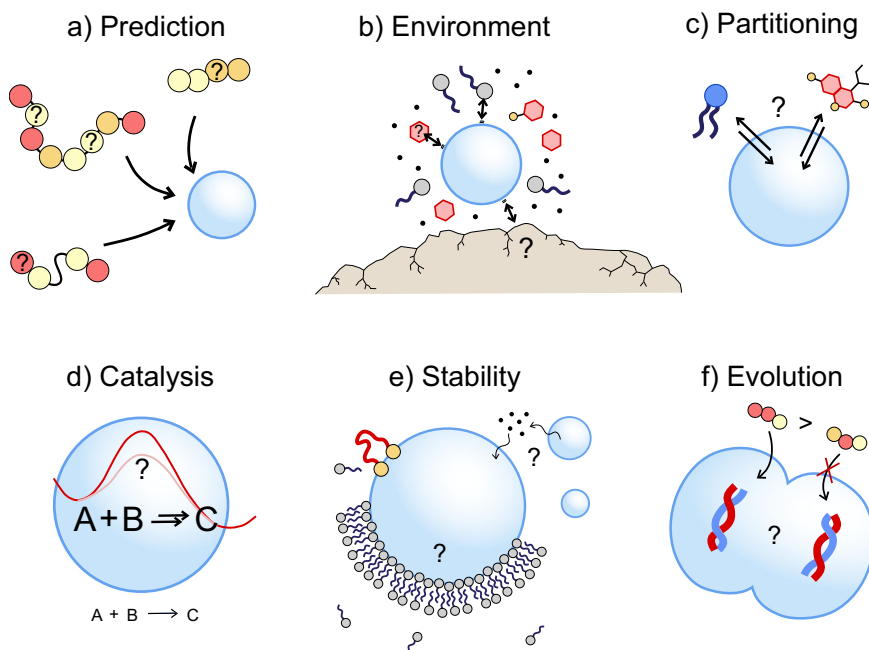 a) Prediction
b) Environment
c) Partitioning
?
?
?
?
?
?
?
d) Catalysis
e) Stability
f) Evolution
?
A + B C
A + B → C
?
?
>
?